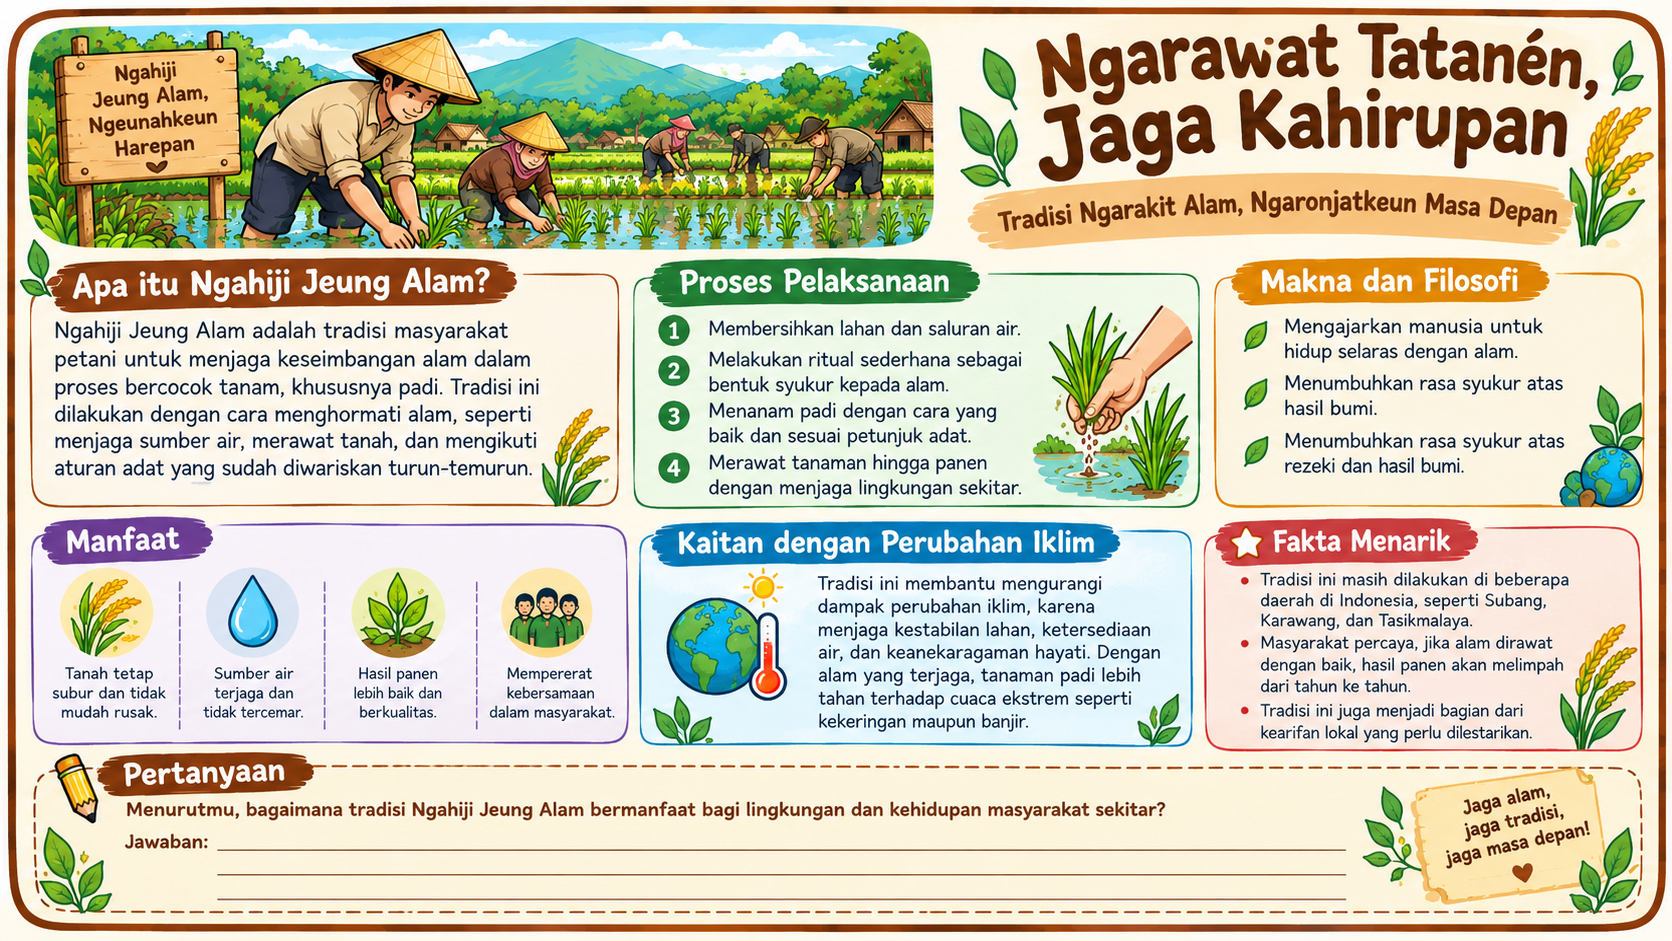 Ngahiji
Jeung Alam,
Ngeunahkeun
Harepan
Ngarawat Tatanén,
Jaga Kahirupan
Tradisi Ngarakit Alam, Ngaronjatkeun Masa Depan
Apa itu Ngahiji Jeung Alam?
Ngahiji Jeung Alam adalah tradisi masyarakat
petani untuk menjaga keseimbangan alam dalam
proses bercocok tanam, khususnya padi. Tradisi ini
dilakukan dengan cara menghormati alam, seperti
menjaga sumber air, merawat tanah, dan mengikuti
aturan adat yang sudah diwariskan turun-temurun.
Proses Pelaksanaan
1 Membersihkan lahan dan saluran air.
2 Melakukan ritual sederhana sebagai
bentuk syukur kepada alam.
3 Menanam padi dengan cara yang
baik dan sesuai petunjuk adat.
4 Merawat tanaman hingga panen
dengan menjaga lingkungan sekitar.
Makna dan Filosofi
Mengajarkan manusia untuk
hidup selaras dengan alam.
Menumbuhkan rasa syukur atas
hasil bumi.
Menumbuhkan rasa syukur atas
rezeki dan hasil bumi.
Manfaat
Tanah tetap
subur dan tidak
mudah rusak.
Sumber air
terjaga dan
tidak tercemar.
Hasil panen
lebih baik dan
berkualitas.
Mempererat
kebersamaan
dalam masyarakat.
Kaitan dengan Perubahan Iklim
Tradisi ini membantu mengurangi
dampak perubahan iklim, karena
menjaga kestabilan lahan, ketersediaan
air, dan keanekaragaman hayati. Dengan
alam yang terjaga, tanaman padi lebih
tahan terhadap cuaca ekstrem seperti
kekeringan maupun banjir.
Fakta Menarik
• Tradisi ini masih dilakukan di beberapa
daerah di Indonesia, seperti Subang,
Karawang, dan Tasikmalaya.
• Masyarakat percaya, jika alam dirawat
dengan baik, hasil panen akan melimpah
dari tahun ke tahun.
• Tradisi ini juga menjadi bagian dari
kearifan lokal yang perlu dilestarikan.
Pertanyaan
Menurutmu, bagaimana tradisi Ngahiji Jeung Alam bermanfaat bagi lingkungan dan kehidupan masyarakat sekitar?
Jawaban:
Jaga alam,
jaga tradisi,
jaga masa depan!